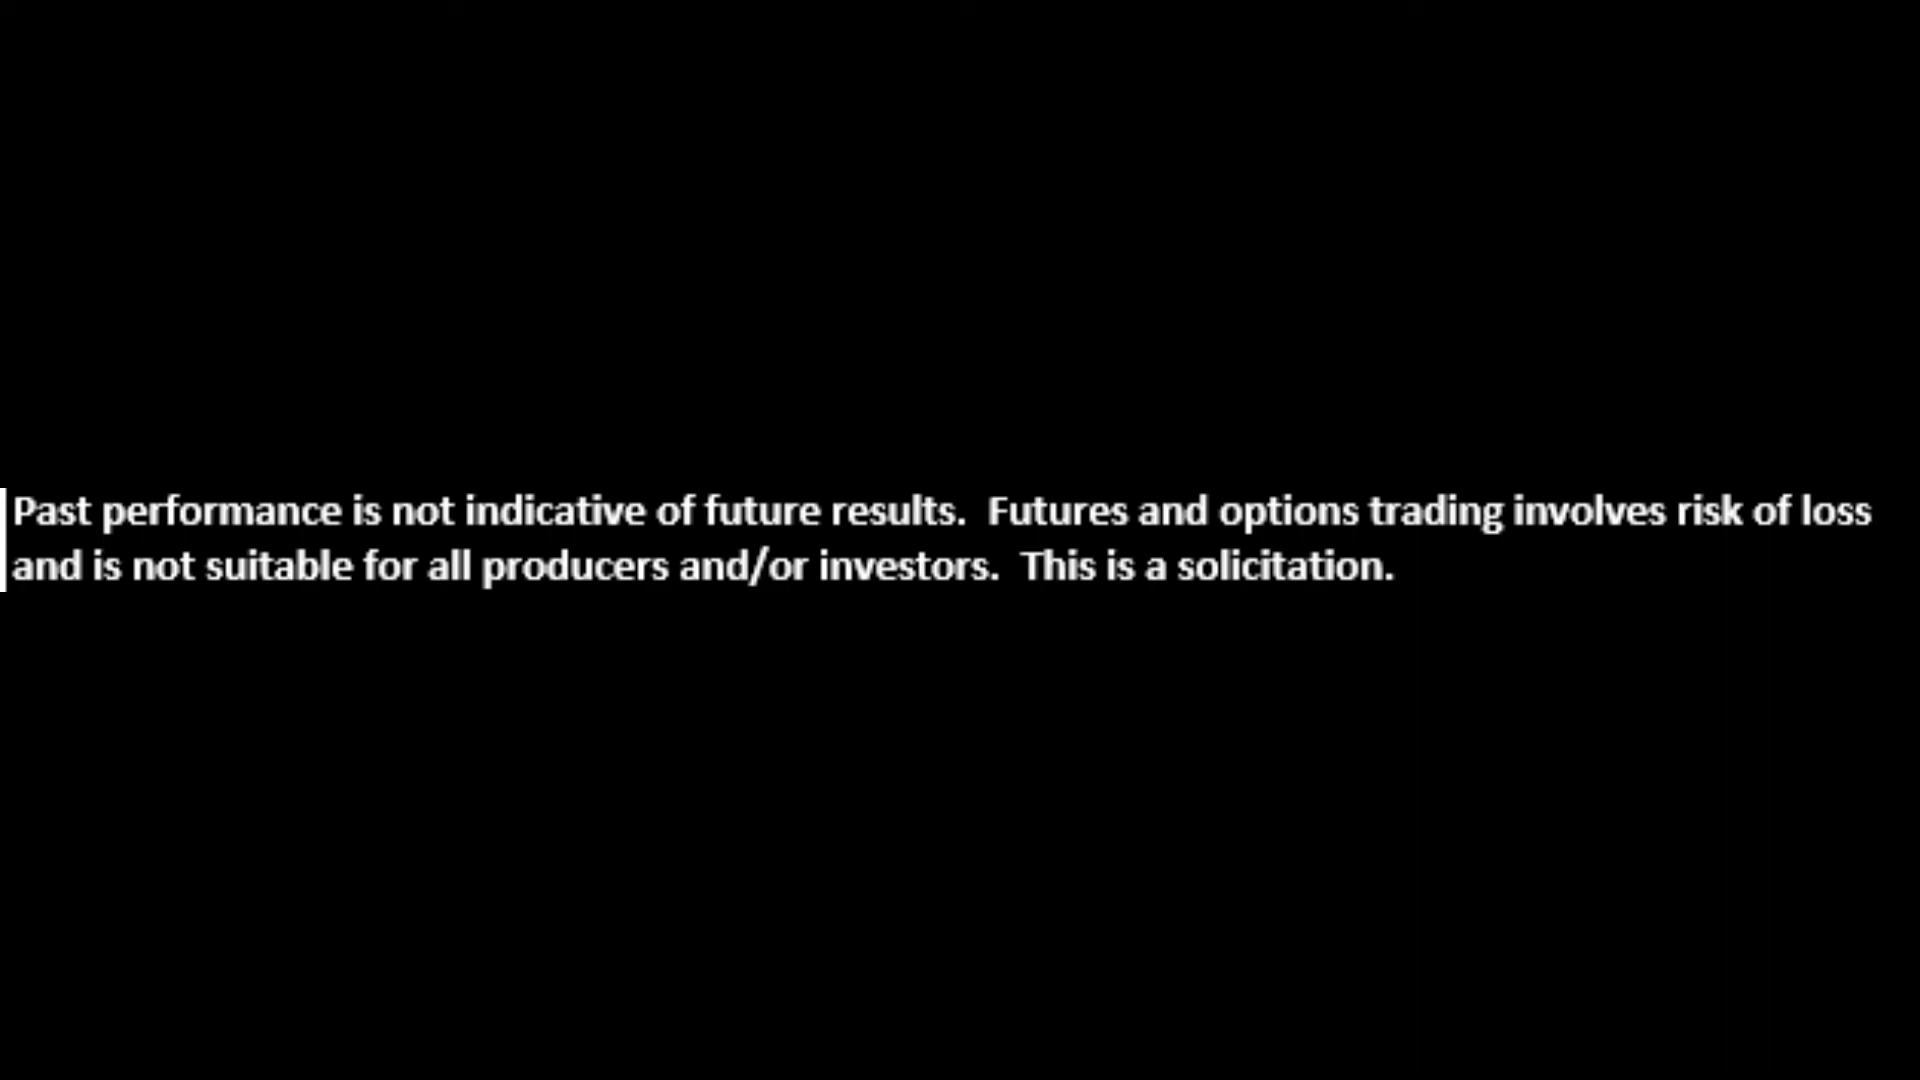 Past performance is not indicative of future results.  Futures and options trading involves risk of loss
and is not suitable for all producers and/or investors.  This is a solicitation.